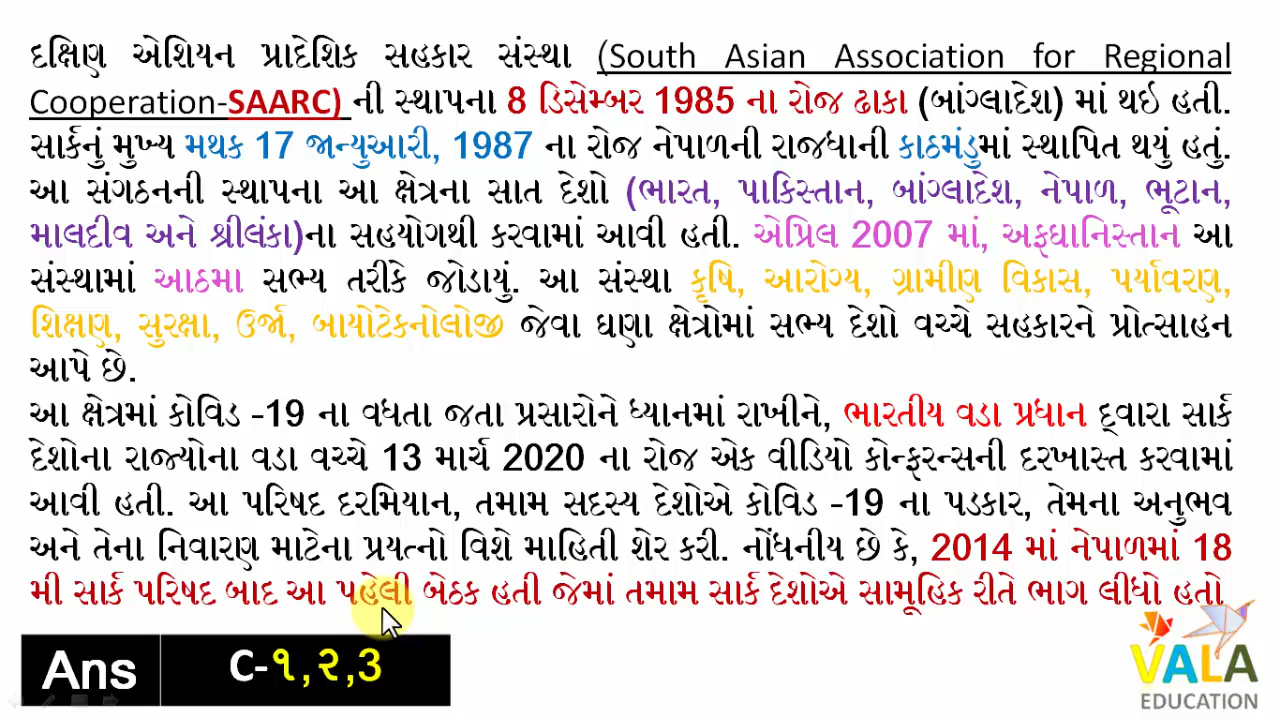 દક્ષિણ એશિયન પ્રાદેશિક સહકાર સંસ્થા (South Asian Association for Regional
Cooperation-SAARC) ની સ્થાપના 8 ડિસેમ્બર 1985 ના રોજ ઢાકા (બાંગ્લાદેશ) માં થઇ હતી.
સાર્કનું મુખ્ય મથક 17 જાન્યુઆરી, 1987 ના રોજ નેપાળની રાજધાની કાઠમંડુમાં સ્થાપિત થયું હતું.
આ સંગઠનની સ્થાપના આ ક્ષેત્રના સાત દેશો (ભારત, પાકિસ્તાન, બાંગ્લાદેશ, નેપાળ, ભૂટાન,
માલદીવ અને શ્રીલંકા)ના સહયોગથી કરવામાં આવી હતી. એપ્રિલ 2007 માં, અફઘાનિસ્તાન આ
સંસ્થામાં આઠમા સભ્ય તરીકે જોડાયું. આ સંસ્થા કૃષિ, આરોગ્ય, ગ્રામીણ વિકાસ, પર્યાવરણ,
શિક્ષણ, સુરક્ષા, ઉર્જા, બાયોટેકનોલોજી જેવા ઘણા ક્ષેત્રોમાં સભ્ય દેશો વચ્ચે સહકારને પ્રોત્સાહન
આપે છે.
આ ક્ષેત્રમાં કોવિડ -19 ના વધતા જતા પ્રસારોને ધ્યાનમાં રાખીને, ભારતીય વડા પ્રધાન દ્વારા સાર્ક
દેશોના રાજ્યોના વડા વચ્ચે 13 માર્ચ 2020 ના રોજ એક વીડિયો કોન્ફરન્સની દરખાસ્ત કરવામાં
આવી હતી. આ પરિષદ દરમિયાન, તમામ સદસ્ય દેશોએ કોવિડ -19 ના પડકાર, તેમના અનુભવ
અને તેના નિવારણ માટેના પ્રયત્નો વિશે માહિતી શેર કરી. નોંધનીય છે કે, 2014 માં નેપાળમાં 18
મી સાર્ક પરિષદ બાદ આ પહેલી બેઠક હતી જેમાં તમામ સાર્ક દેશોએ સામૂહિક રીતે ભાગ લીધો હતો
Ans C-૧,૨,૩
VALA
EDUCATION